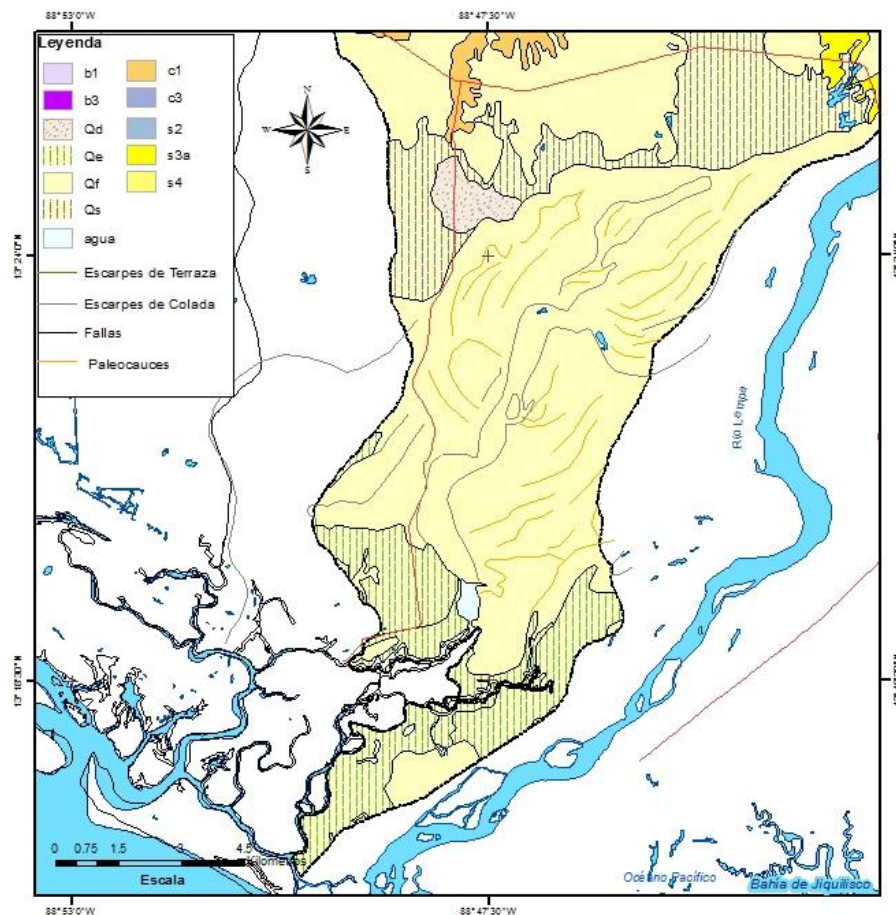 88°53'0"W 88°47'30"W
Leyenda
b1 c1
b3 c3
Qd s2
Qe s3a
Qf s4
Qs
agua
Escarpes de Terraza
Escarpes de Colada
Fallas
Paleocauces
N
W E
S
13°24'0"N
Río Lempa
13°18'30"N
0 0.75 1.5 3 4.5
Kilómetros
Escala
Océano Pacífico
Bahía de Jiquilisco
88°53'0"W 88°47'30"W